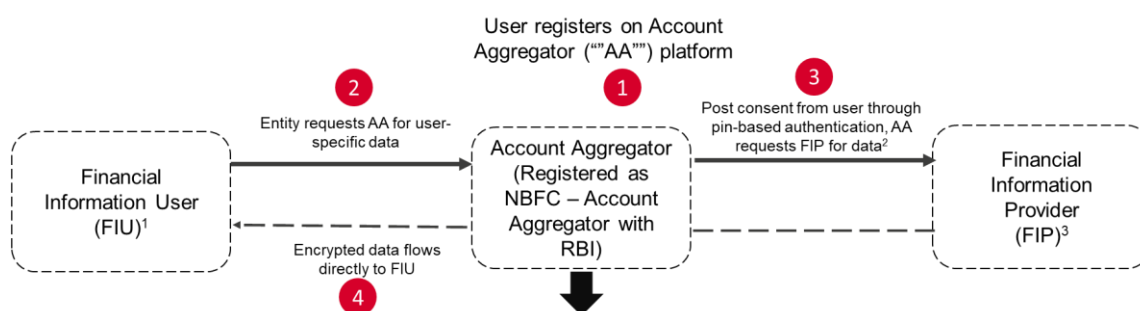 User registers on Account
Aggregator (“”AA””) platform
1
2
Entity requests AA for user-
specific data
3
Post consent from user through
pin-based authentication, AA
requests FIP for data2
Financial
Information User
(FIU)1
Account Aggregator
(Registered as
NBFC – Account
Aggregator with
RBI)
Financial
Information
Provider
(FIP)3
Encrypted data flows
directly to FIU
4